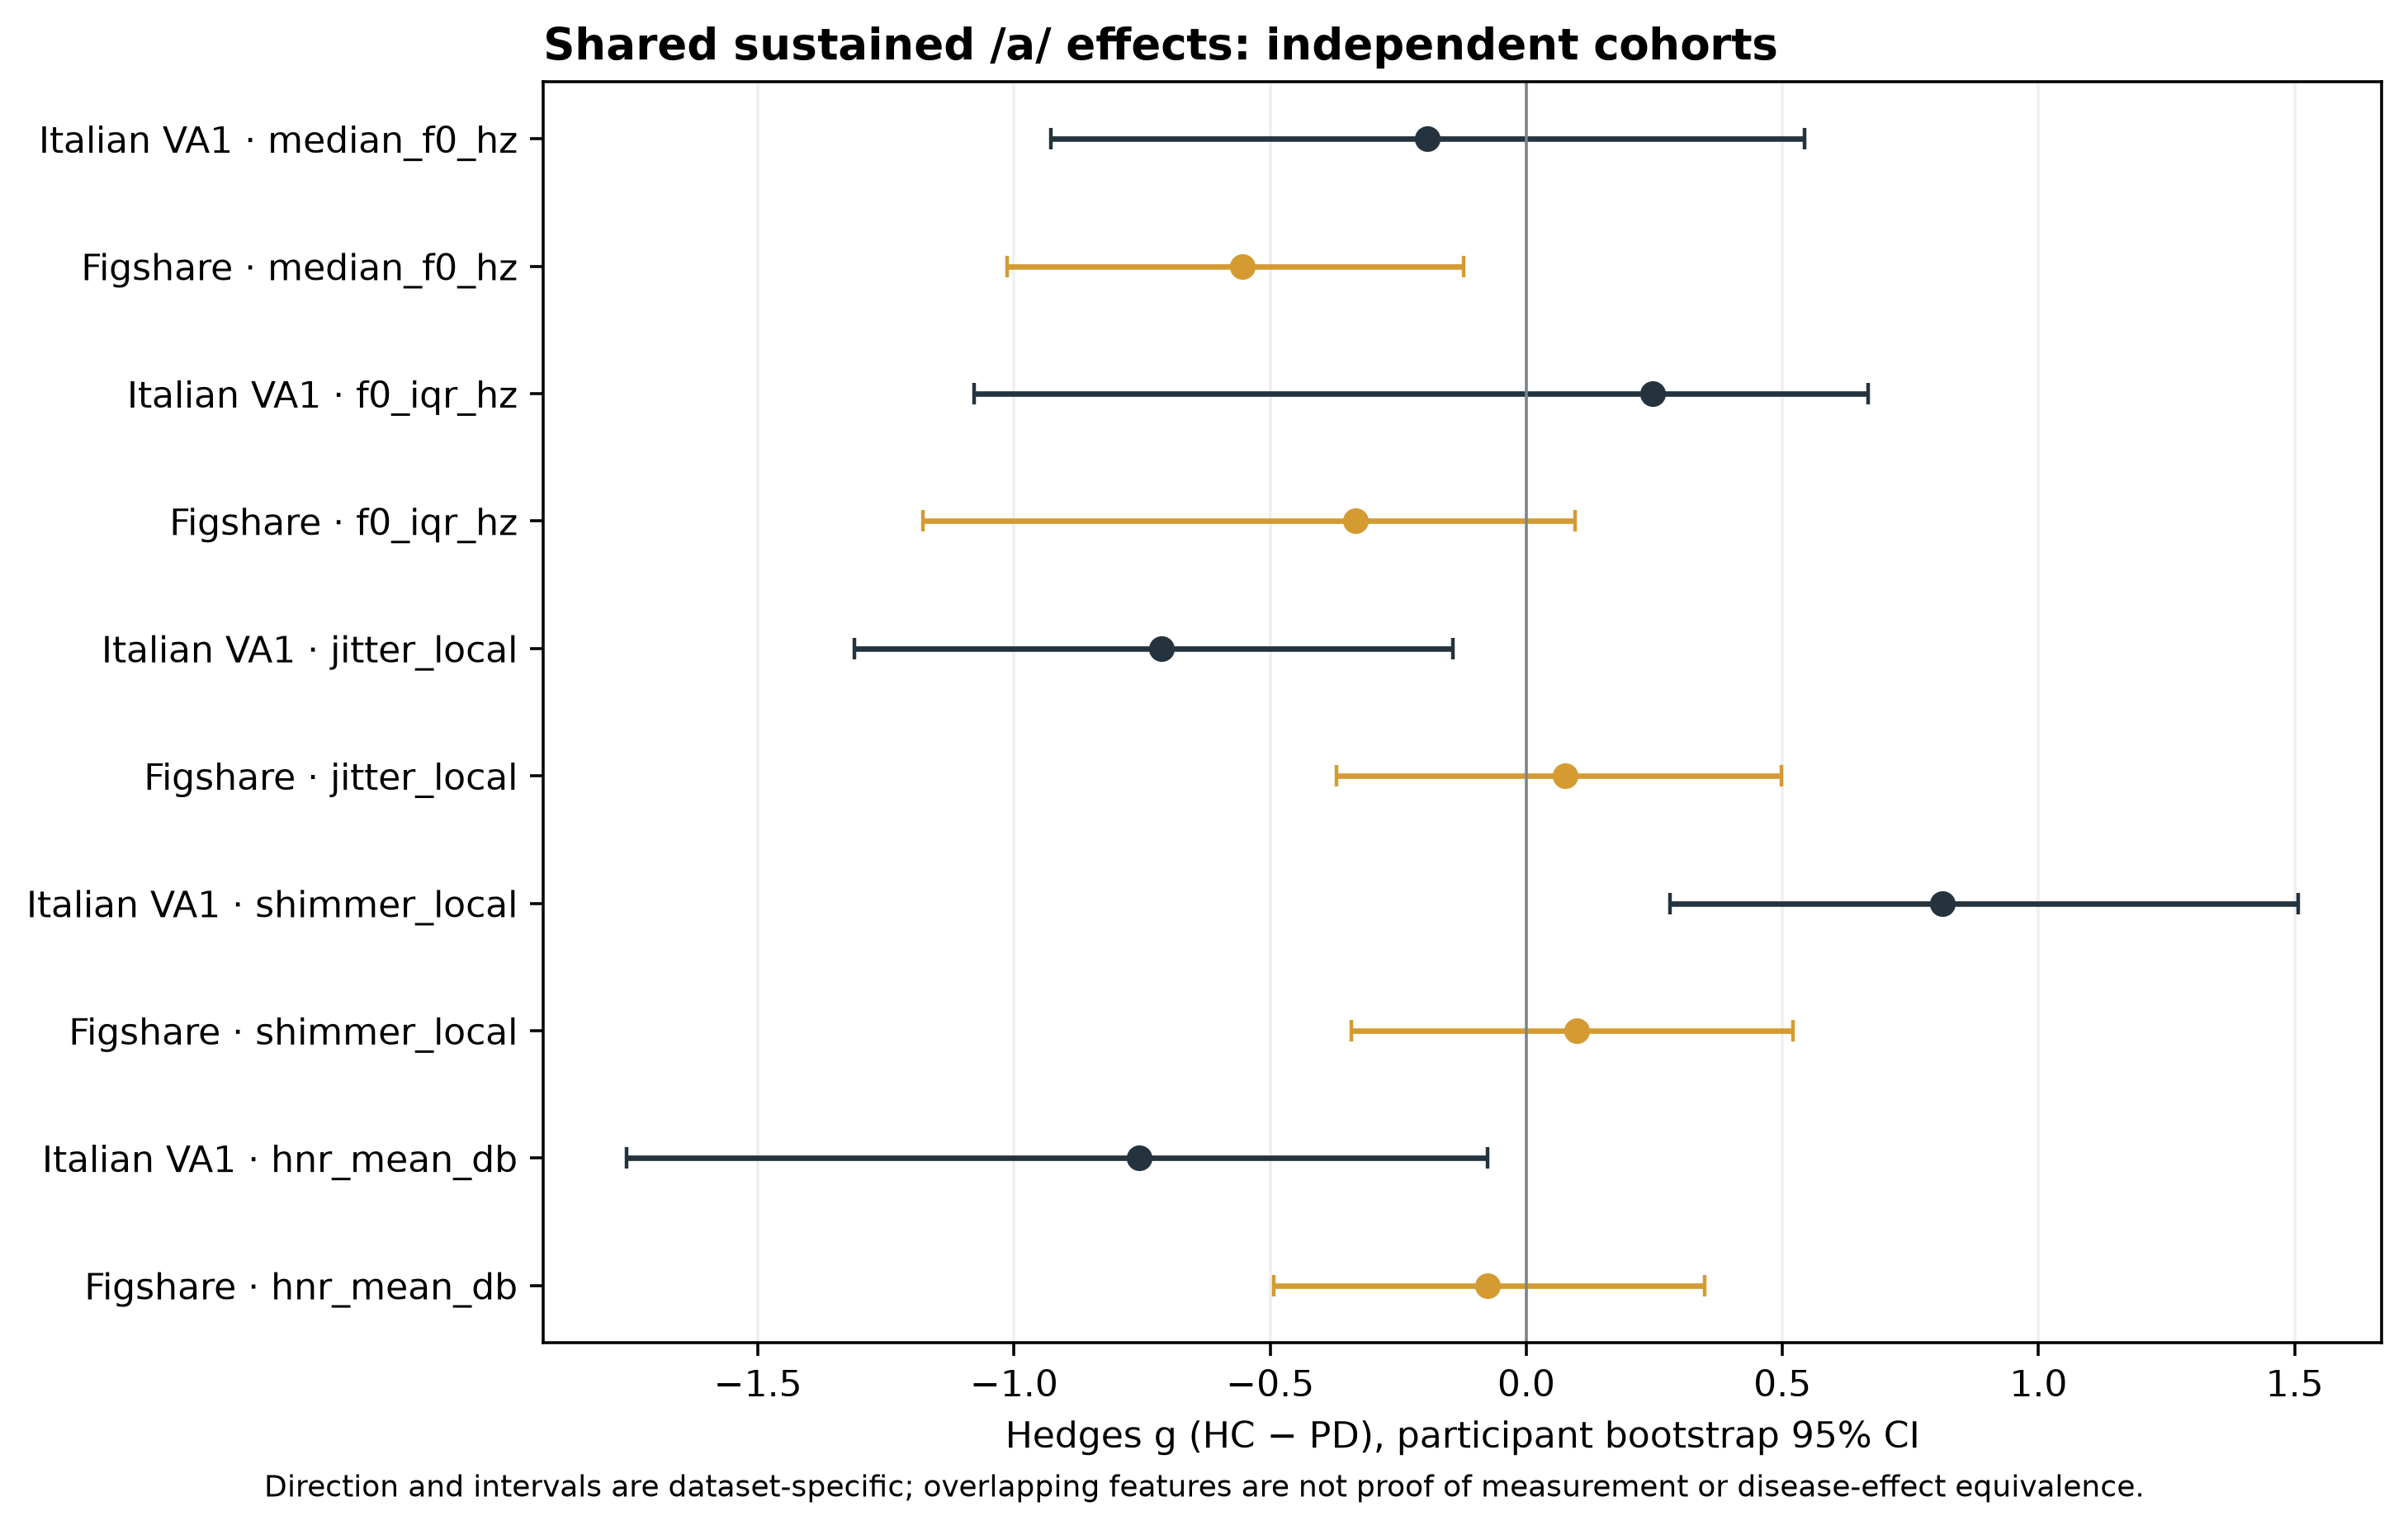 Shared sustained /a/ effects: independent cohorts
Italian VA1 · median_f0_hz
Figshare · median_f0_hz
Italian VA1 · f0_iqr_hz
Figshare · f0_iqr_hz
Italian VA1 · jitter_local
Figshare · jitter_local
Italian VA1 · shimmer_local
Figshare · shimmer_local
Italian VA1 · hnr_mean_db
Figshare · hnr_mean_db
−1.5 −1.0 −0.5 0.0 0.5 1.0 1.5
Hedges g (HC − PD), participant bootstrap 95% CI
Direction and intervals are dataset-specific; overlapping features are not proof of measurement or disease-effect equivalence.